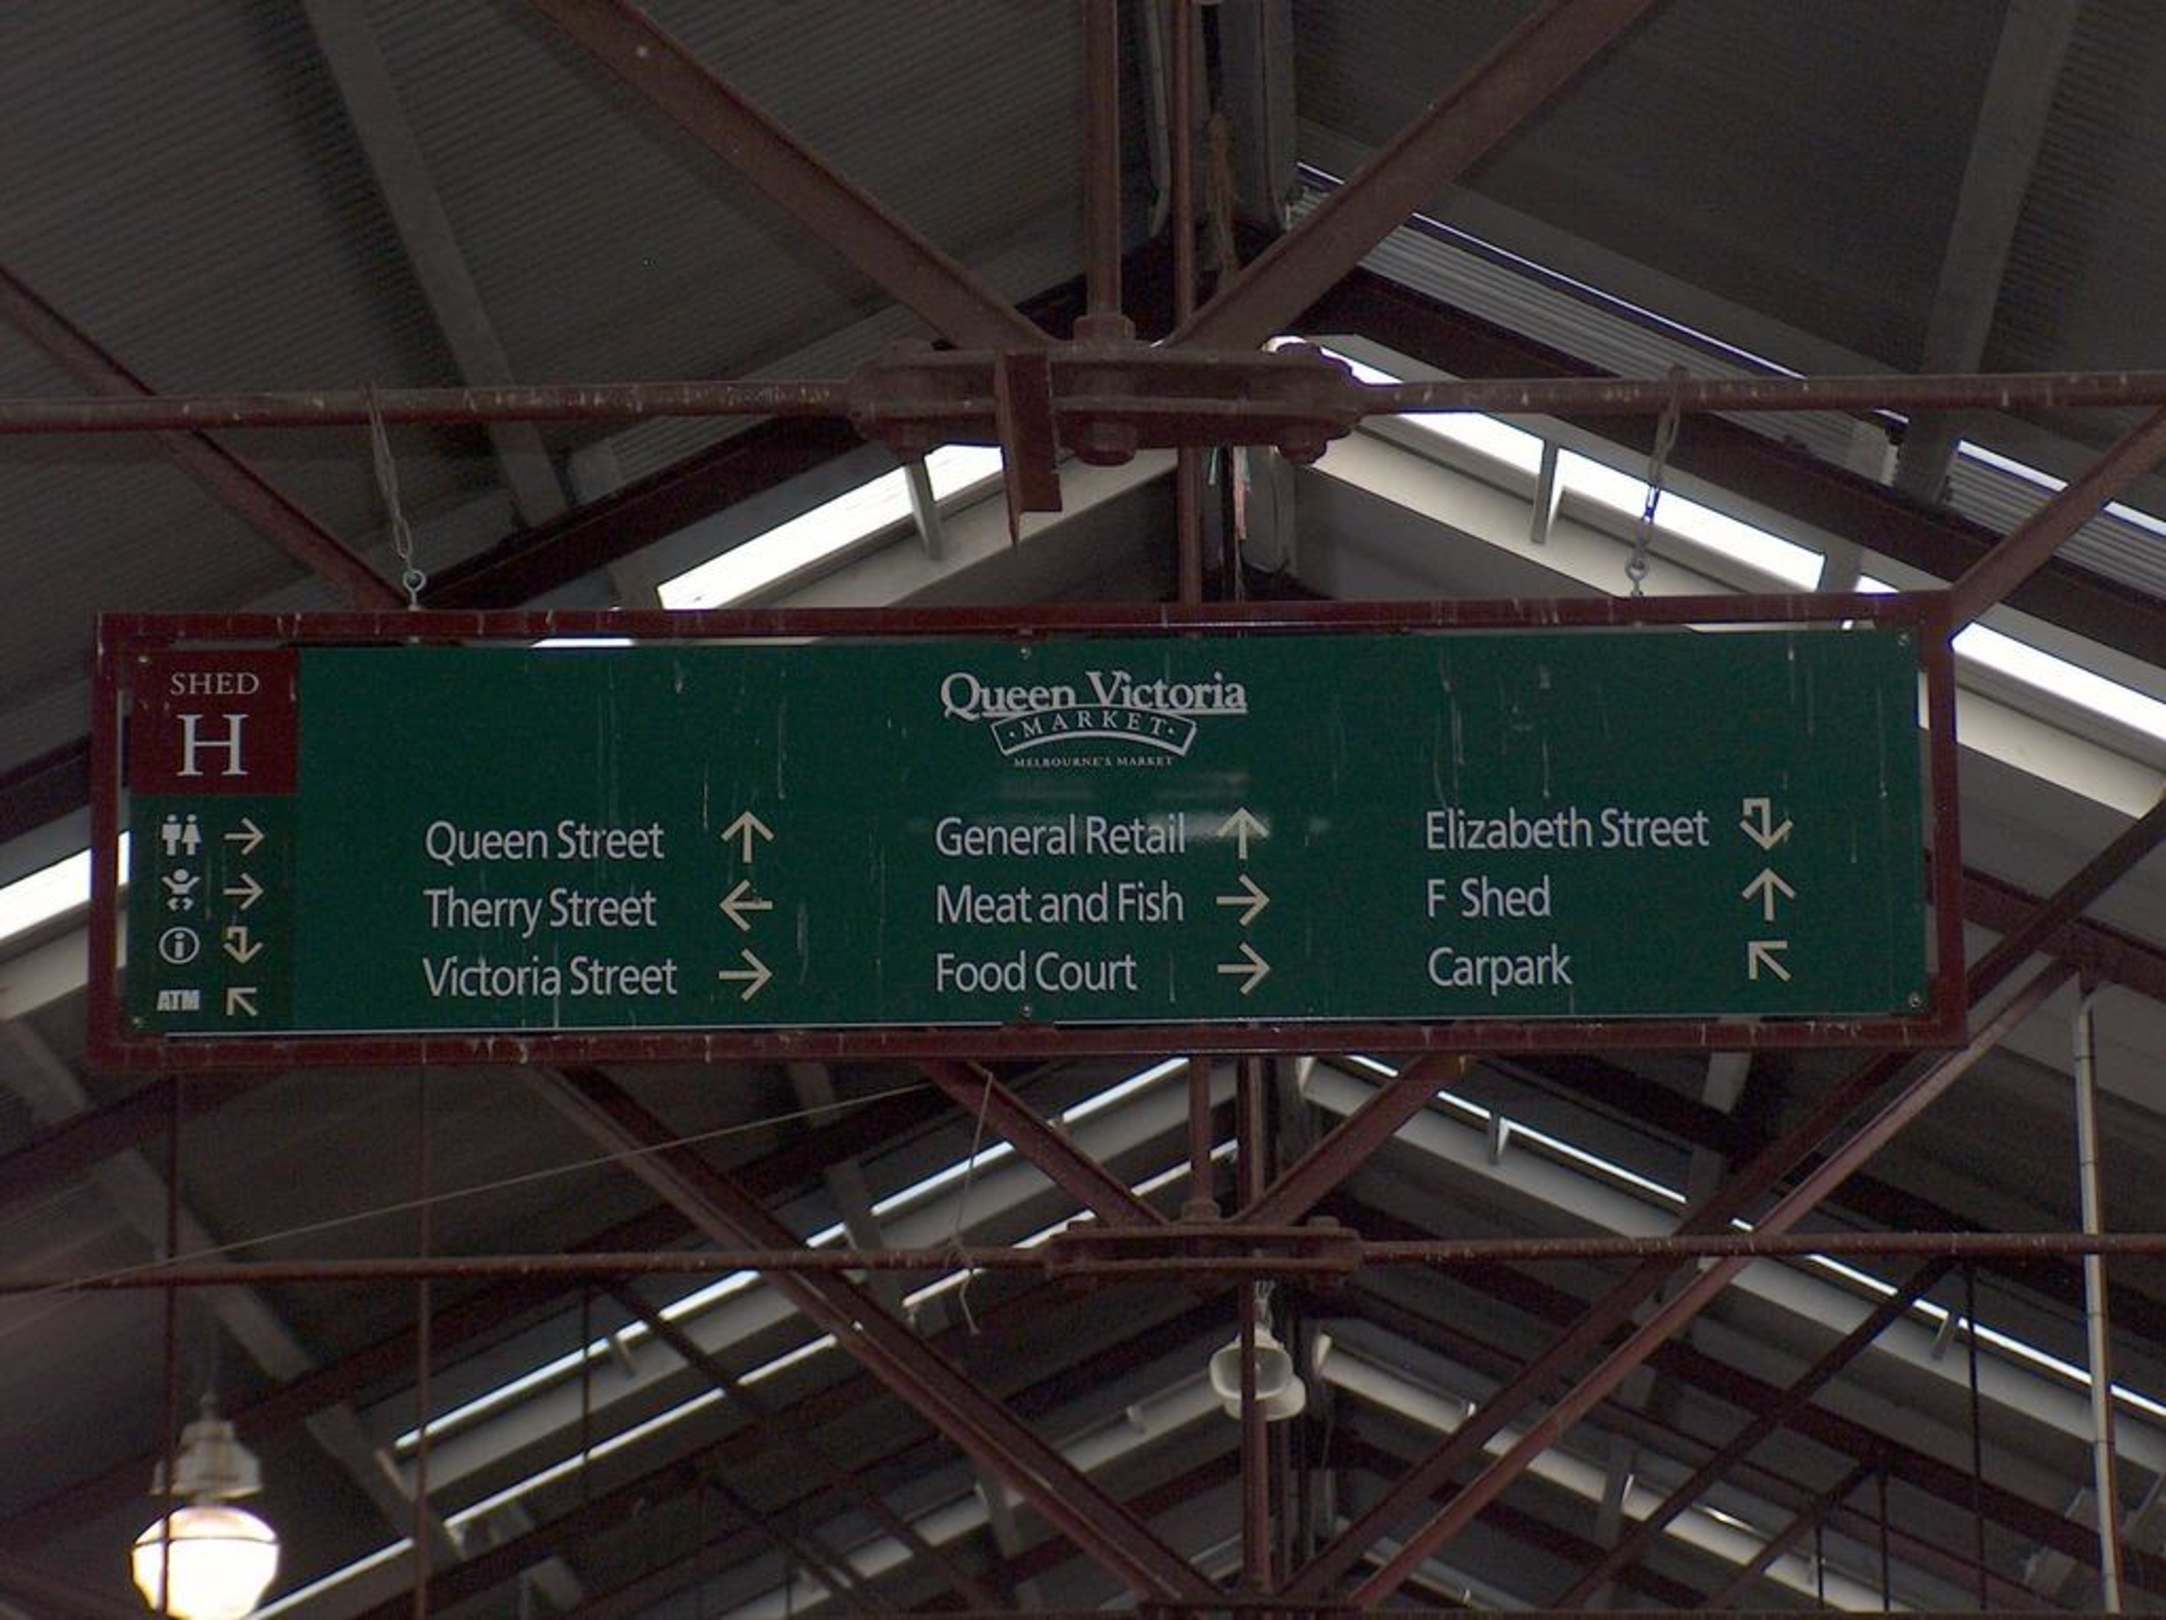 SHED
H
Queen Victoria
·MARKET·
MELBOURNE'S MARKET
ATM
Queen Street
Therry Street
Victoria Street
General Retail
Meat and Fish
Food Court
Elizabeth Street
F Shed
Carpark